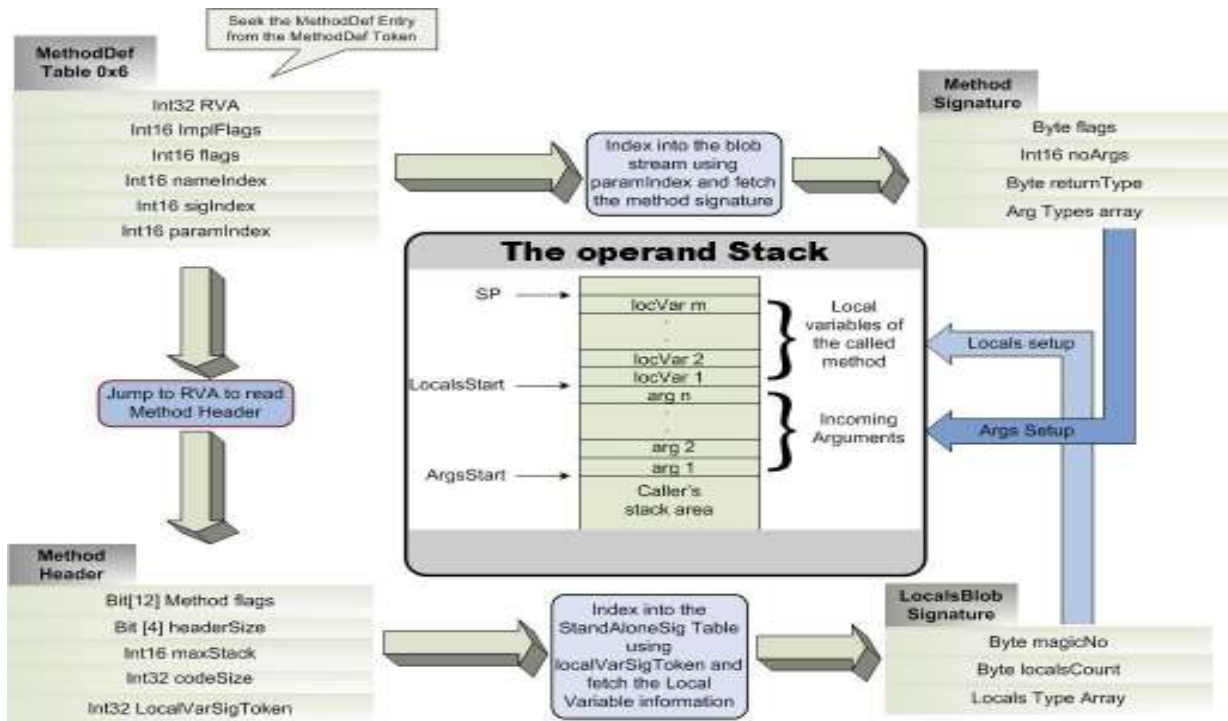 Seek the MethodDef Entry
from the MethodDef Token
MethodDef
Table 0x6
Int32 RVA
Int16 ImplFlags
Int16 flags
Int16 nameIndex
Int16 sigIndex
Int16 paramIndex
Index into the blob
stream using
paramIndex and fetch
the method signature
Method
Signature
Byte flags
Int16 noArgs
Byte returnType
Arg Types array
The operand Stack
SP
locVar m
.
.
locVar 2
locVar 1
LocalsStart
arg n
.
.
arg 2
arg 1
ArgsStart
Caller's
stack area
Local
variables of
the called
method
Incoming
Arguments
Locals setup
Args Setup
Jump to RVA to read
Method Header
Method
Header
Bit[12] Method flags
Bit [4] headerSize
Int16 maxStack
Int32 codeSize
Int32 LocalVarSigToken
Index into the
StandAloneSig Table
using
localVarSigToken and
fetch the Local
Variable information
LocalsBlob
Signature
Byte magicNo
Byte localsCount
Locals Type Array